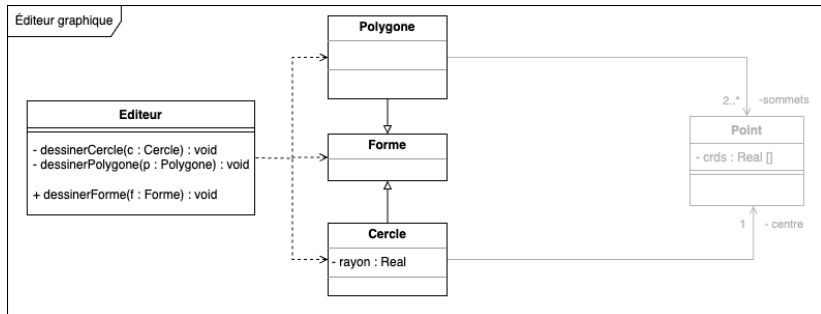 Éditeur graphique
Polygone
Editeur
- dessinerCercle(c : Cercle) : void
- dessinerPolygone(p : Polygone) : void
+ dessinerForme(f : Forme) : void
Forme
Cercle
- rayon : Real
2..* -sommets
Point
- crds : Real []
1 - centre